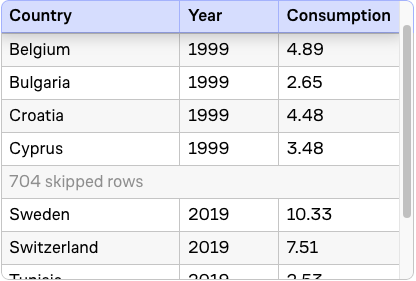 Country Year Consumption
Belgium 1999 4.89
Bulgaria 1999 2.65
Croatia 1999 4.48
Cyprus 1999 3.48
704 skipped rows
Sweden 2019 10.33
Switzerland 2019 7.51
Tunisia 2019 2.53